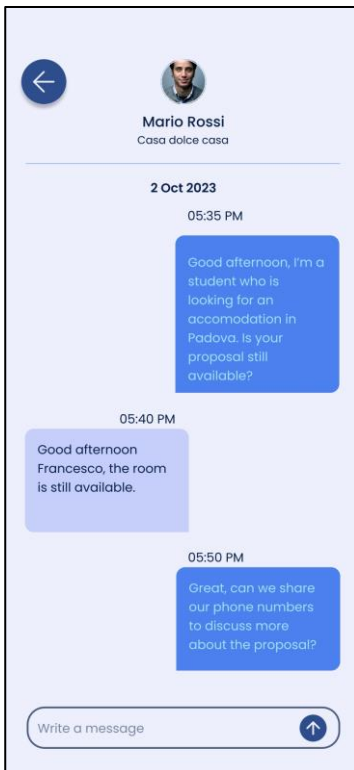 Mario Rossi
Casa dolce casa
2 Oct 2023
05:35 PM
Good afternoon, I'm a
student who is
looking for an
accomodation in
Padova. Is your
proposal still
available?
05:40 PM
Good afternoon
Francesco, the room
is still available.
05:50 PM
Great, can we share
our phone numbers
to discuss more
about the proposal?
Write a message